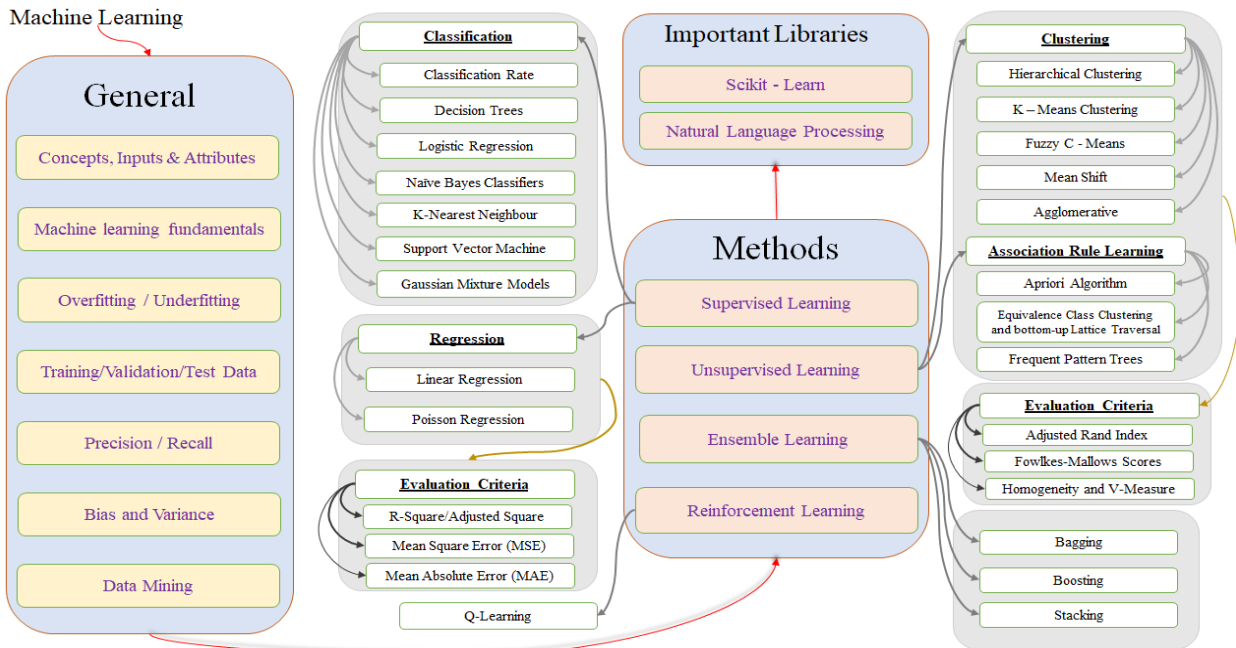 Machine Learning
General
Concepts, Inputs & Attributes
Machine learning fundamentals
Overfitting / Underfitting
Training/Validation/Test Data
Precision / Recall
Bias and Variance
Data Mining
Classification
Classification Rate
Decision Trees
Logistic Regression
Naïve Bayes Classifiers
K-Nearest Neighbour
Support Vector Machine
Gaussian Mixture Models
Regression
Linear Regression
Poisson Regression
Evaluation Criteria
R-Square/Adjusted Square
Mean Square Error (MSE)
Mean Absolute Error (MAE)
Q-Learning
Important Libraries
Scikit - Learn
Natural Language Processing
Methods
Supervised Learning
Unsupervised Learning
Ensemble Learning
Reinforcement Learning
Clustering
Hierarchical Clustering
K – Means Clustering
Fuzzy C - Means
Mean Shift
Agglomerative
Association Rule Learning
Apriori Algorithm
Equivalence Class Clustering
and bottom-up Lattice Traversal
Frequent Pattern Trees
Evaluation Criteria
Adjusted Rand Index
Fowlkes-Mallows Scores
Homogeneity and V-Measure
Bagging
Boosting
Stacking